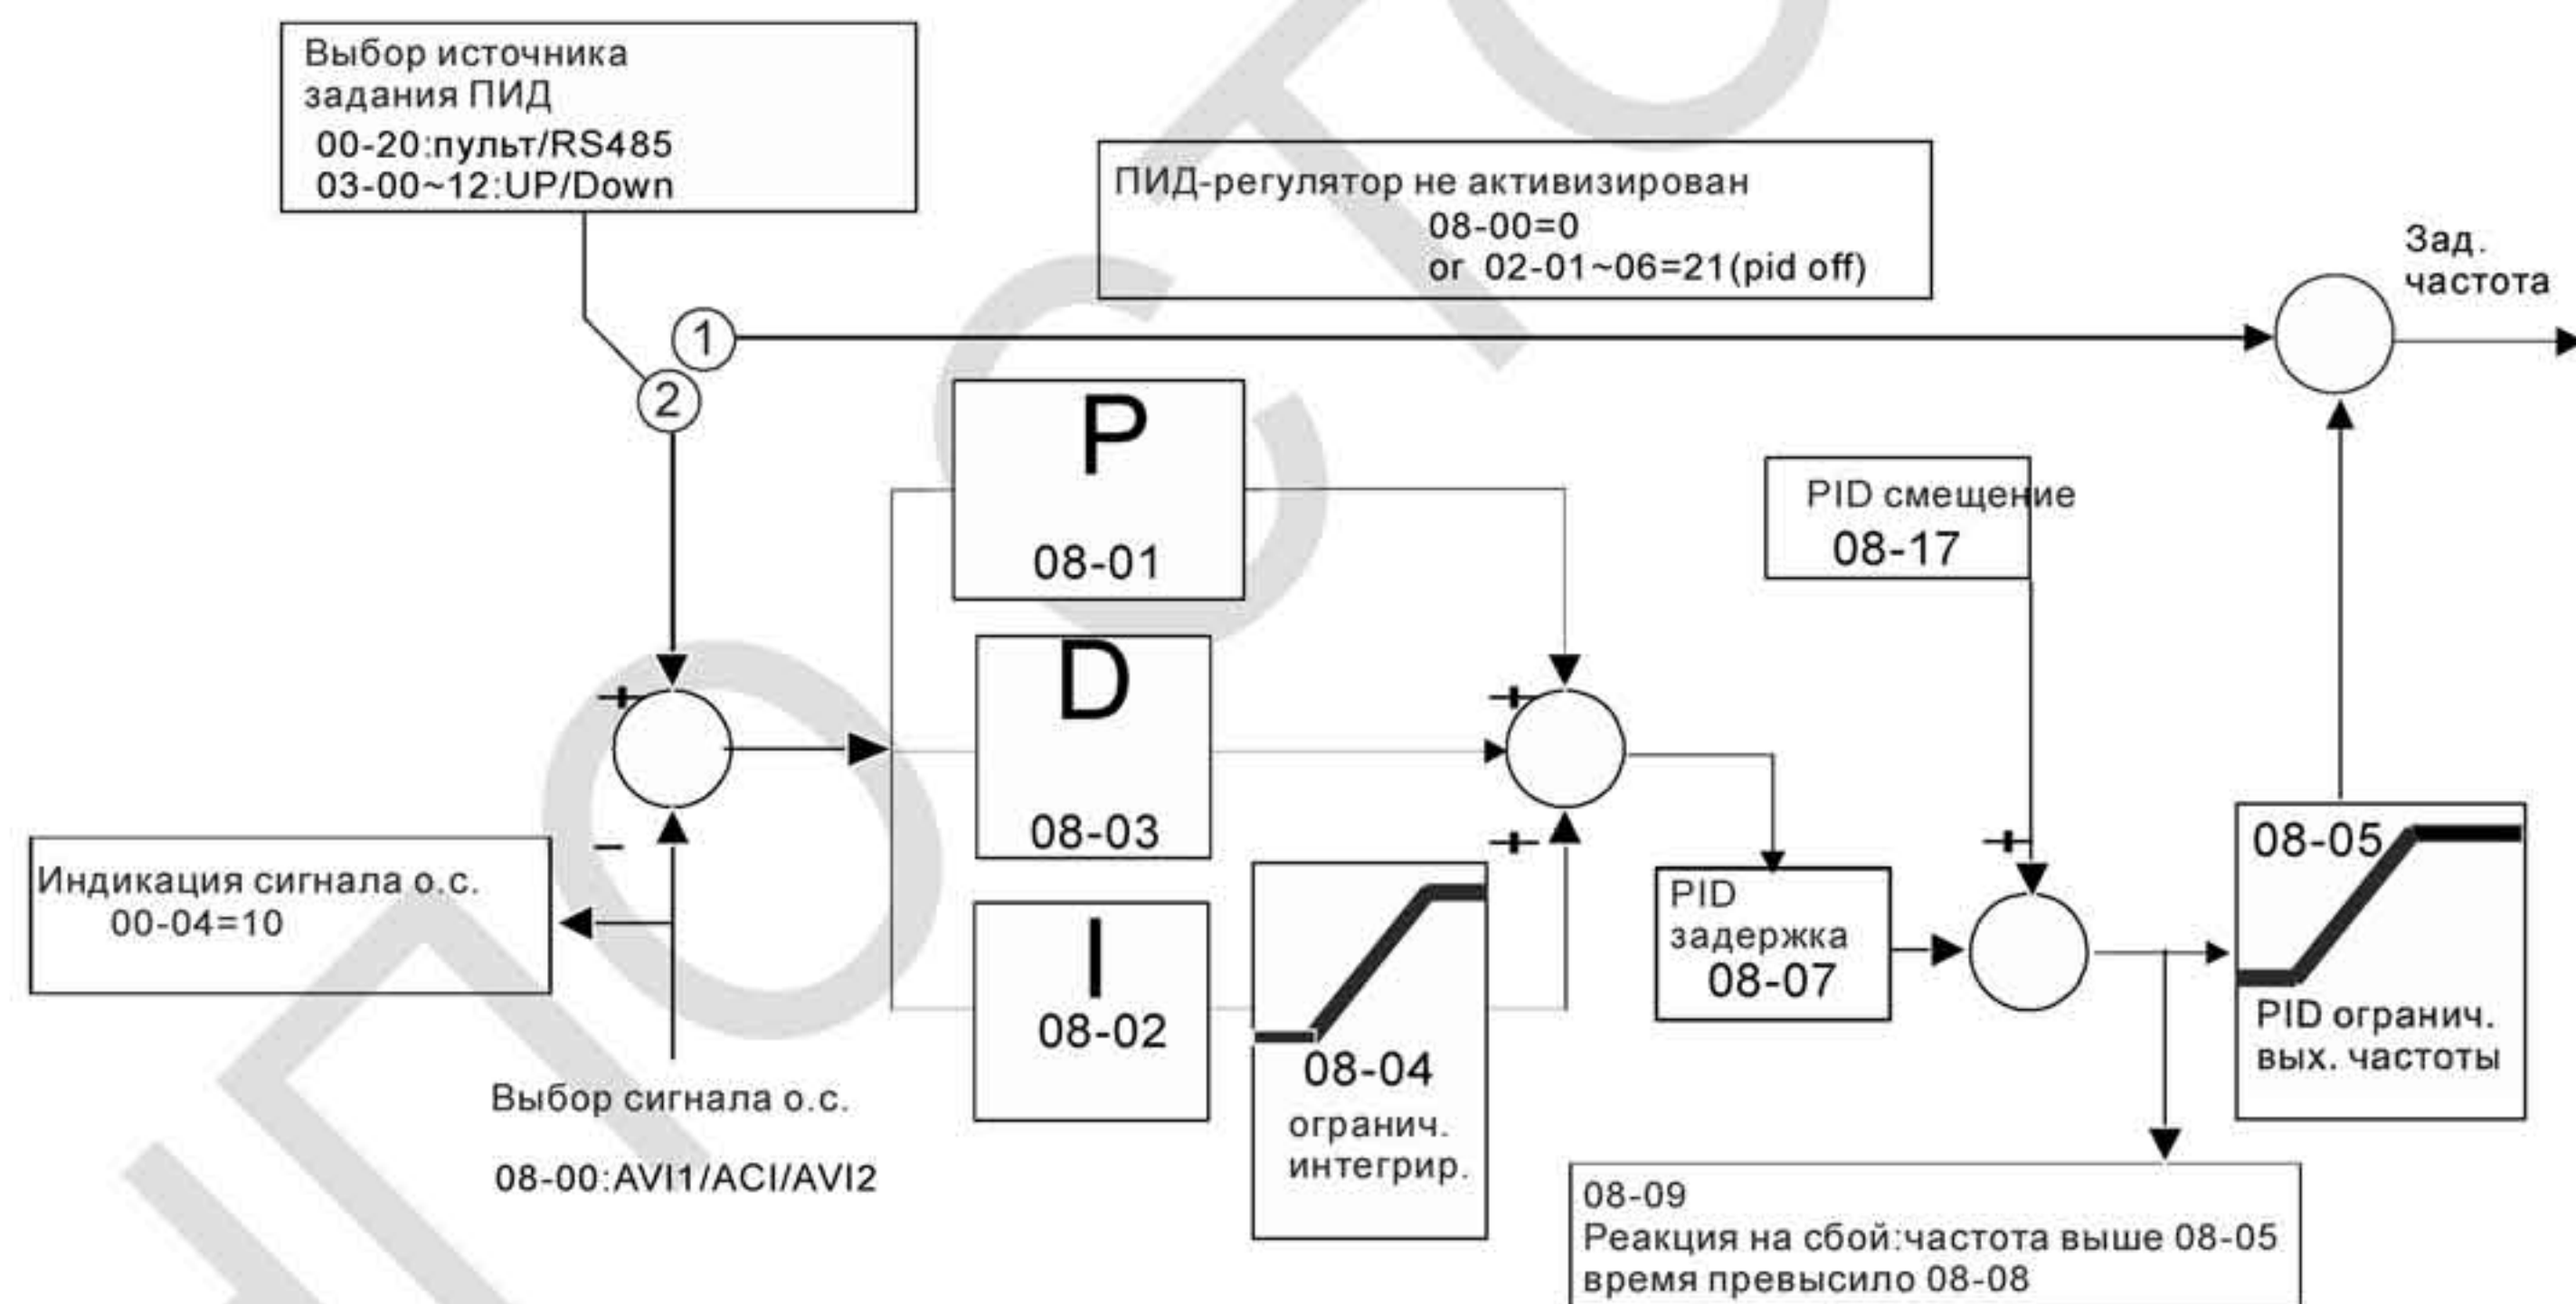 Выбор источника
задания ПИД
00-20:пульт/RS485
03-00~12:UP/Down
ПИД-регулятор не активизирован
08-00=0
or 02-01~06=21(pid off)
Зад.
частота
1
2
P
08-01
PID смещение
08-17
+
+
D
08-03
-
+
+
08-05
Индикация сигнала о.с.
00-04=10
I
08-02
PID
задержка
08-07
PID огранич.
вых. частоты
08-04
огранич.
интегрир.
Выбор сигнала о.с.
08-00:AVI1/ACI/AVI2
08-09
Реакция на сбой:частота выше 08-05
время превысило 08-08